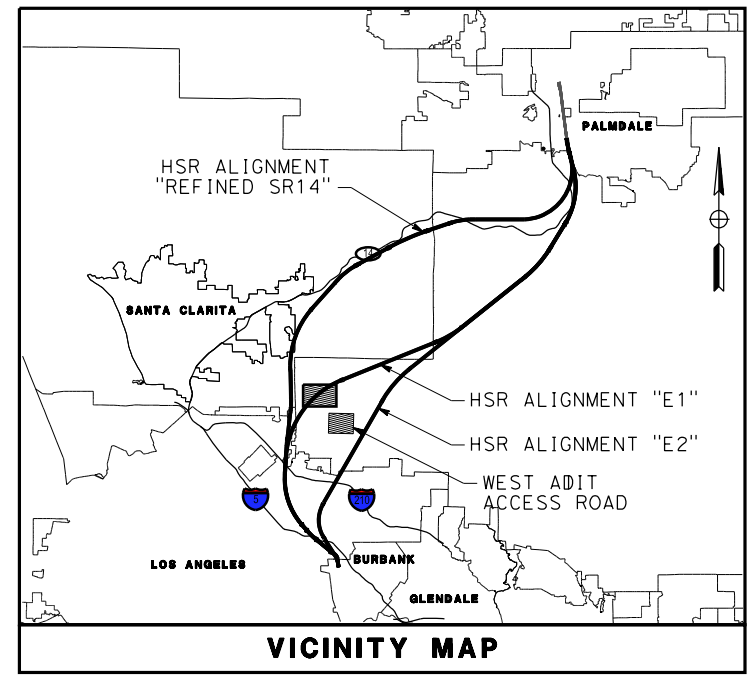 PALMDALE
HSR ALIGNMENT
"REFINED SR14"
14
SANTA CLARITA
HSR ALIGNMENT "E1"
HSR ALIGNMENT "E2"
WEST ADIT
ACCESS ROAD
5
210
LOS ANGELES
BURBANK
GLENDALE
VICINITY MAP